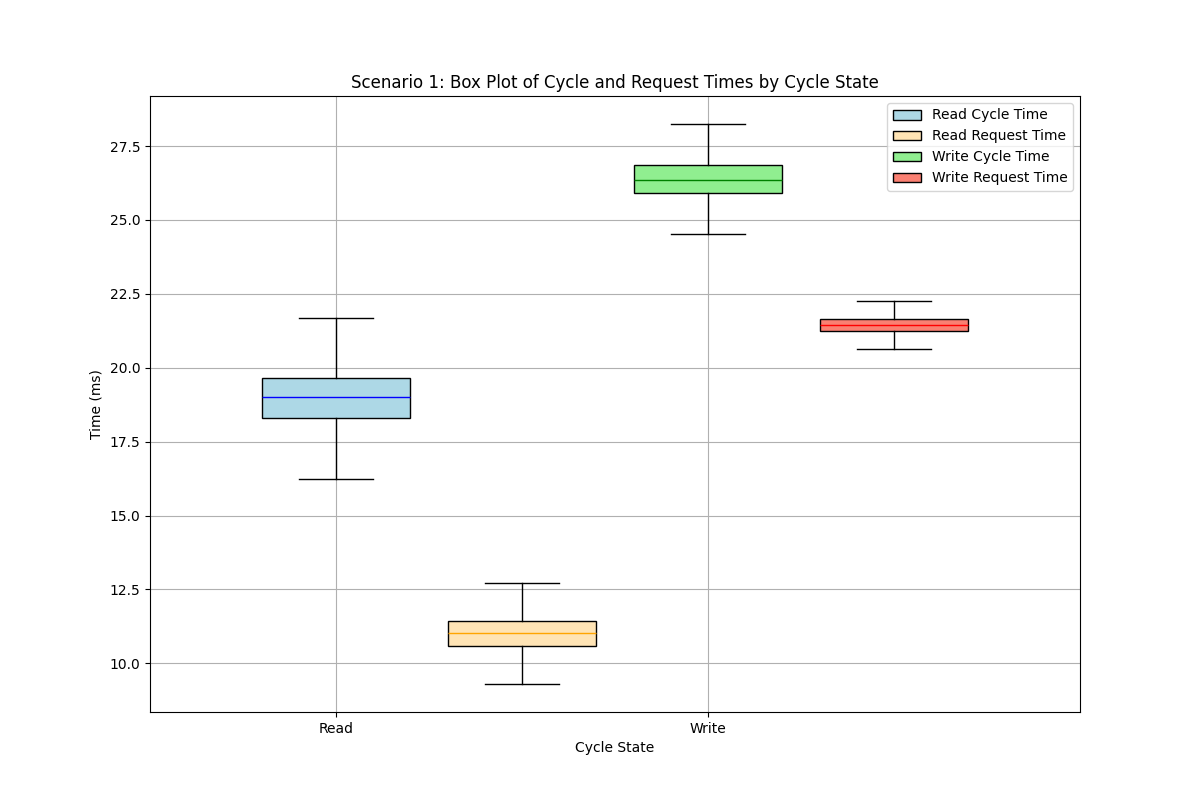 Scenario 1: Box Plot of Cycle and Request Times by Cycle State
Read Cycle Time
Read Request Time
Write Cycle Time
Write Request Time
27.5
25.0
22.5
20.0
17.5
15.0
12.5
10.0
Time (ms)
Read
Write
Cycle State